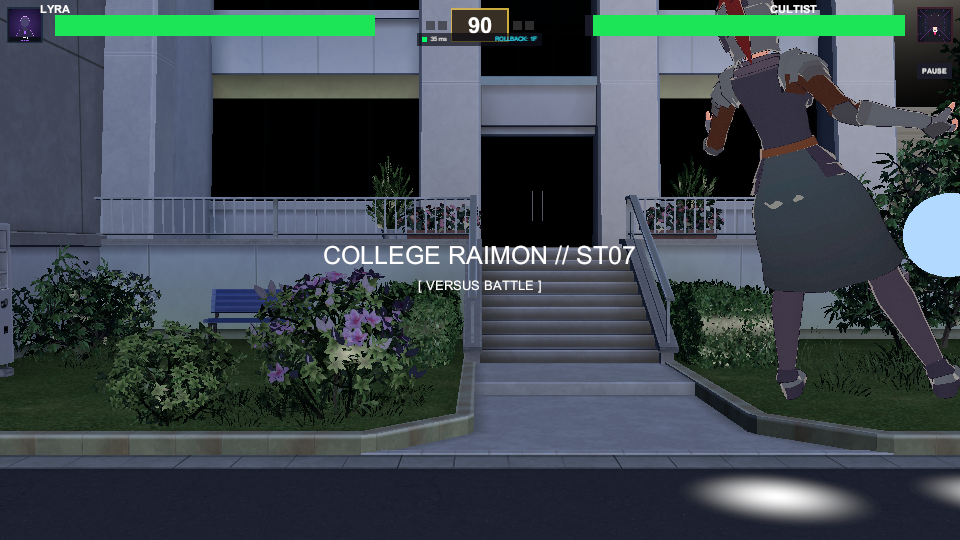 LYRA
90
CULTIST
35 ms
ROLLBACK: 1F
PAUSE
COLLEGE RAIMON // ST07
[ VERSUS BATTLE ]